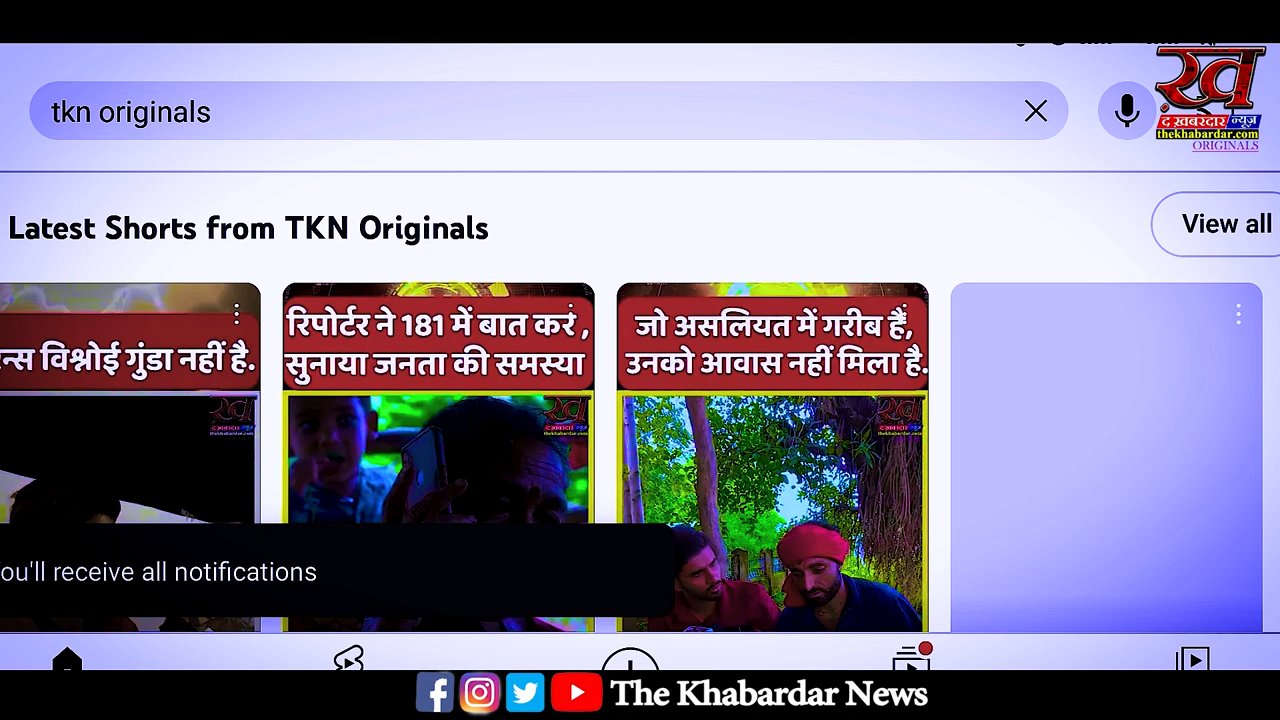 tkn originals
ख
द ख़बरदार न्यूज़
thekhabardar.com
ORIGINALS
Latest Shorts from TKN Originals
View all
विश्नोई गुंडा नहीं है.
रिपोर्टर ने 181 में बात करं ,
सुनाया जनता की समस्या
जो असलियत में गरीब हैं,
उनको आवास नहीं मिला है.
ou'll receive all notifications
The Khabardar News